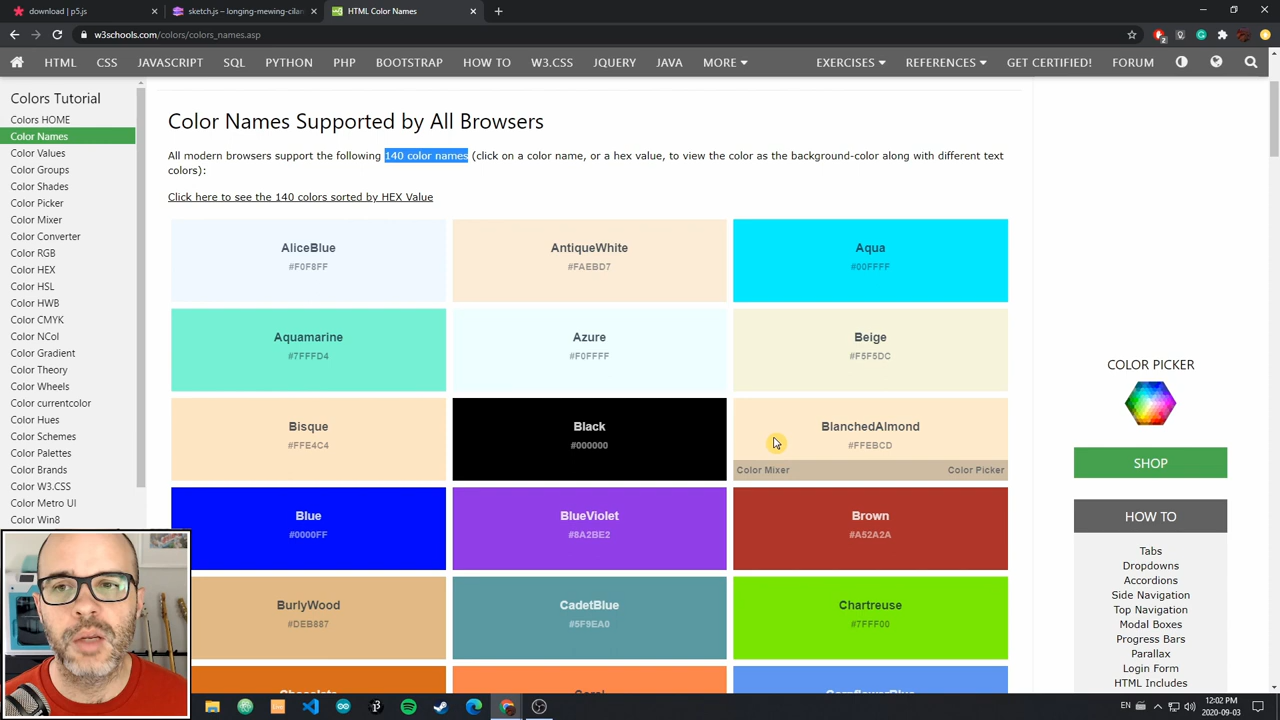 download | p5.js
sketch.js — longing-mewing-cila
HTML Color Names
w3schools.com/colors/colors_names.asp
HTML CSS JAVASCRIPT SQL PYTHON PHP BOOTSTRAP HOW TO W3.CSS JQUERY JAVA MORE EXERCISES REFERENCES GET CERTIFIED! FORUM
Colors Tutorial
Colors HOME
Color Names
Color Values
Color Groups
Color Shades
Color Picker
Color Mixer
Color Converter
Color RGB
Color HEX
Color HSL
Color HWB
Color CMYK
Color NCol
Color Gradient
Color Theory
Color Wheels
Color currentcolor
Color Hues
Color Schemes
Color Palettes
Color Brands
Color W3.CSS
Color Metro UI
Color Win8
Color Names Supported by All Browsers
All modern browsers support the following 140 color names (click on a color name, or a hex value, to view the color as the background-color along with different text
colors):
Click here to see the 140 colors sorted by HEX Value
AliceBlue
#F0F8FF
AntiqueWhite
#FAEBD7
Aqua
#00FFFF
Aquamarine
#7FFFD4
Azure
#F0FFFF
Beige
#F5F5DC
Bisque
#FFE4C4
Black
#000000
BlanchedAlmond
#FFEBCD
Color Mixer Color Picker
Blue
#0000FF
BlueViolet
#8A2BE2
Brown
#A52A2A
BurlyWood
#DEB887
CadetBlue
#5F9EA0
Chartreuse
#7FFF00
Chocolate
Coral
CornflowerBlue
COLOR PICKER
SHOP
HOW TO
Tabs
Dropdowns
Accordions
Side Navigation
Top Navigation
Modal Boxes
Progress Bars
Parallax
Login Form
HTML Includes
EN
12:02 PM
2020-09-03